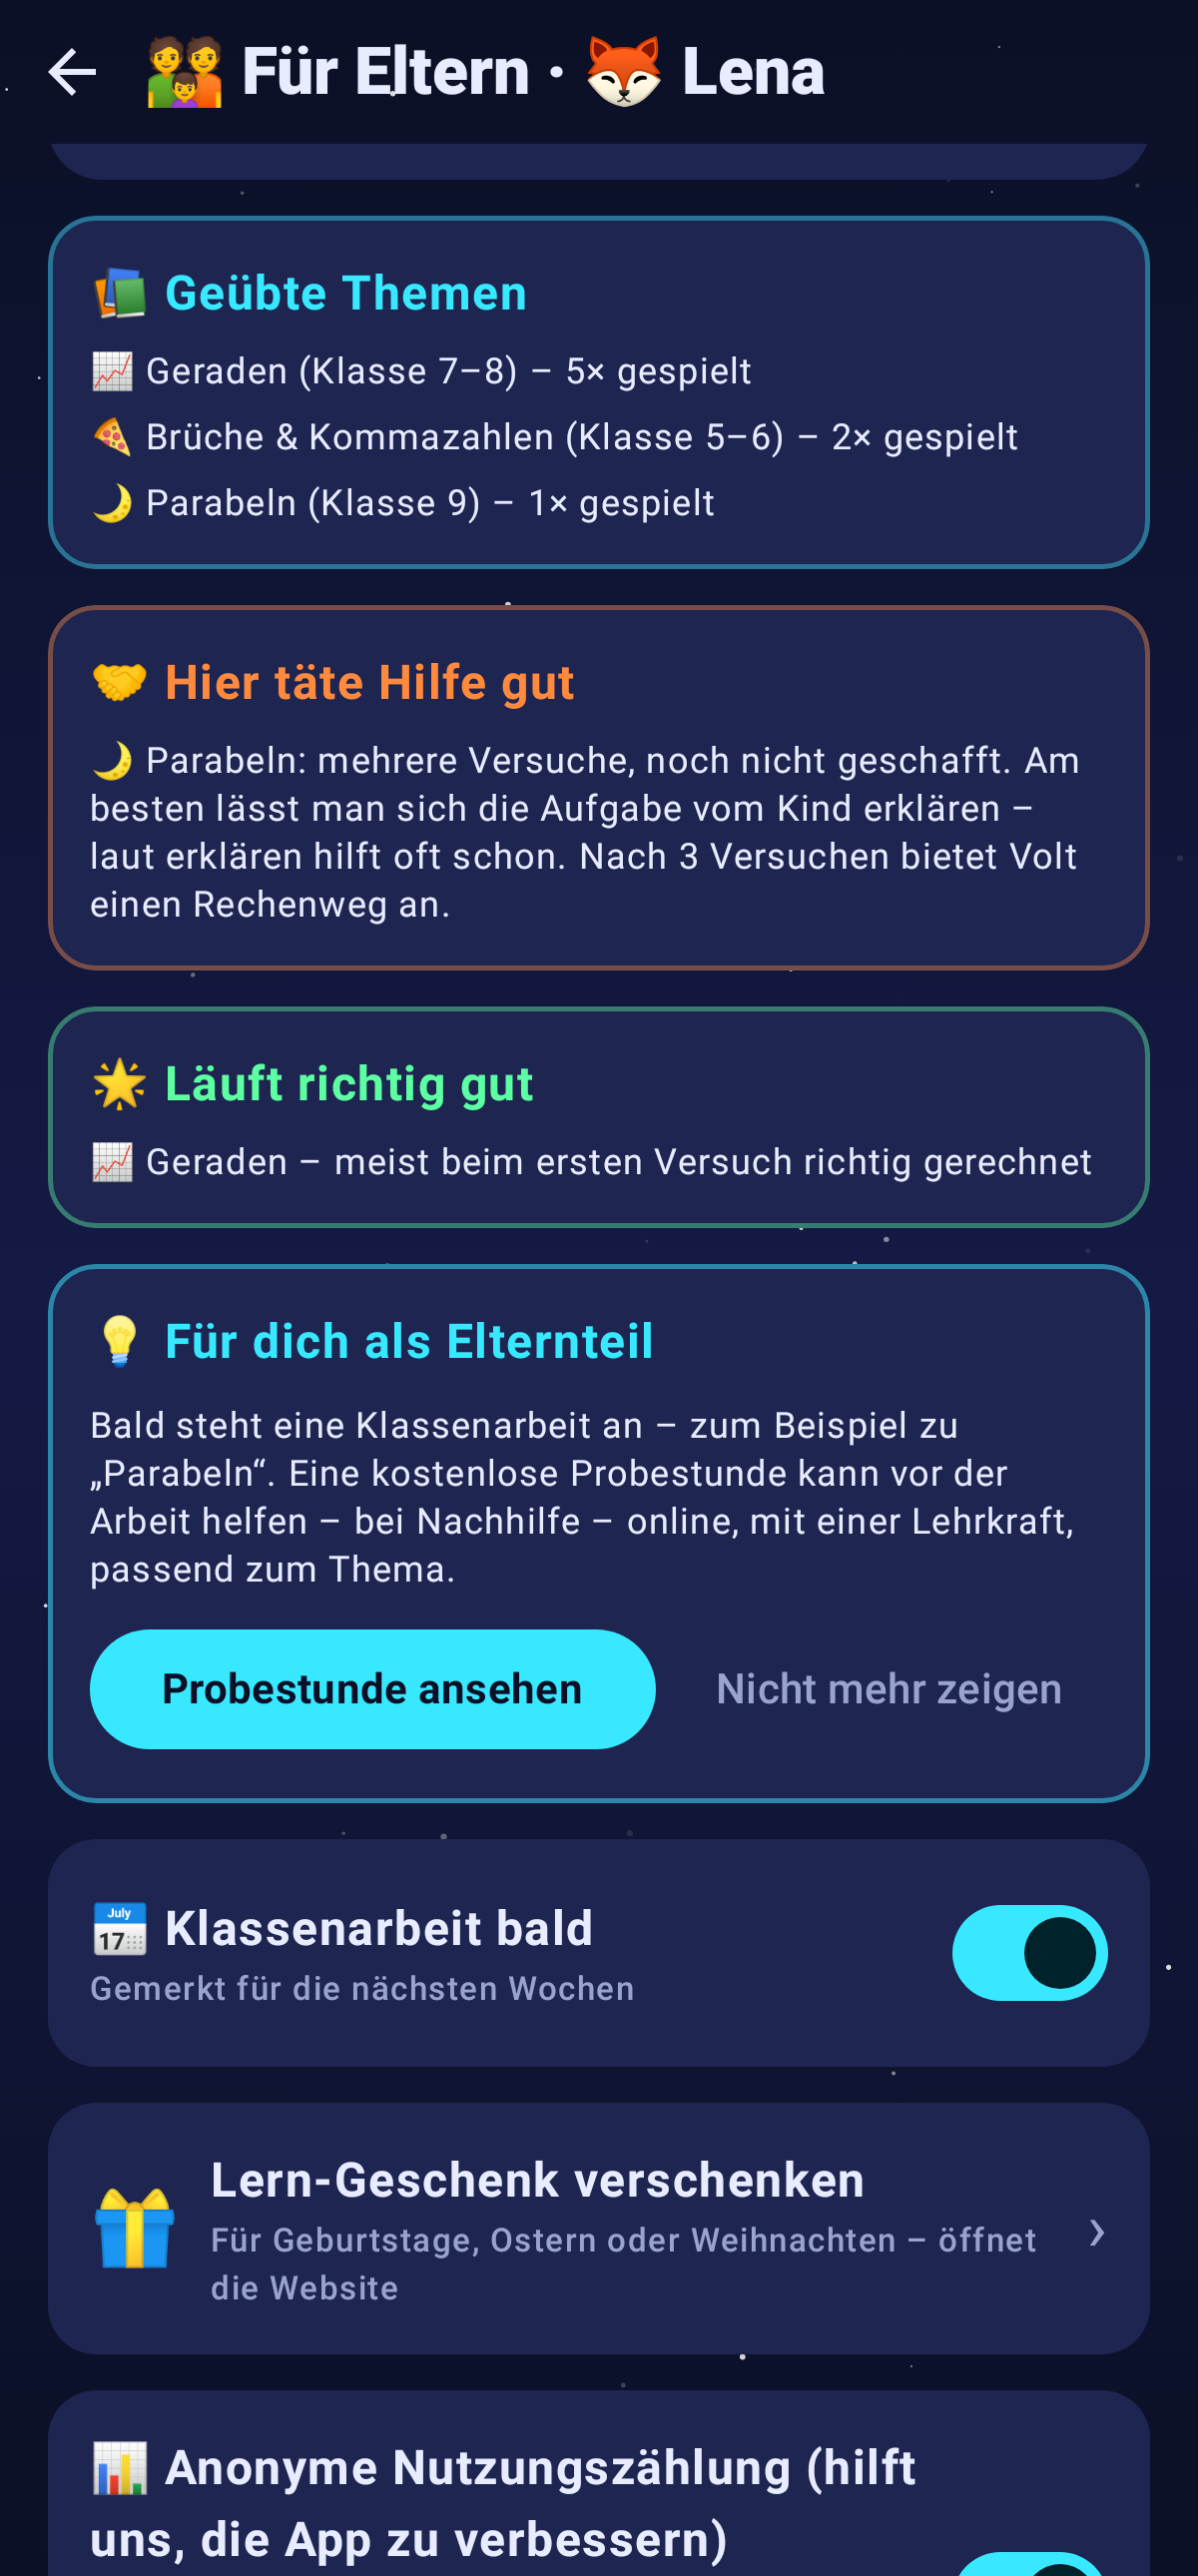 Für Eltern · Lena
Geübte Themen
Geraden (Klasse 7–8) – 5× gespielt
Brüche & Kommazahlen (Klasse 5–6) – 2× gespielt
Parabeln (Klasse 9) – 1× gespielt
Hier täte Hilfe gut
Parabeln: mehrere Versuche, noch nicht geschafft. Am
besten lässt man sich die Aufgabe vom Kind erklären –
laut erklären hilft oft schon. Nach 3 Versuchen bietet Volt
einen Rechenweg an.
Läuft richtig gut
Geraden – meist beim ersten Versuch richtig gerechnet
Für dich als Elternteil
Bald steht eine Klassenarbeit an – zum Beispiel zu
„Parabeln“. Eine kostenlose Probestunde kann vor der
Arbeit helfen – bei Nachhilfe – online, mit einer Lehrkraft,
passend zum Thema.
Probestunde ansehen
Nicht mehr zeigen
July
17
Klassenarbeit bald
Gemerkt für die nächsten Wochen
Lern-Geschenk verschenken
Für Geburtstage, Ostern oder Weihnachten – öffnet
die Website
Anonyme Nutzungszählung (hilft
uns, die App zu verbessern)